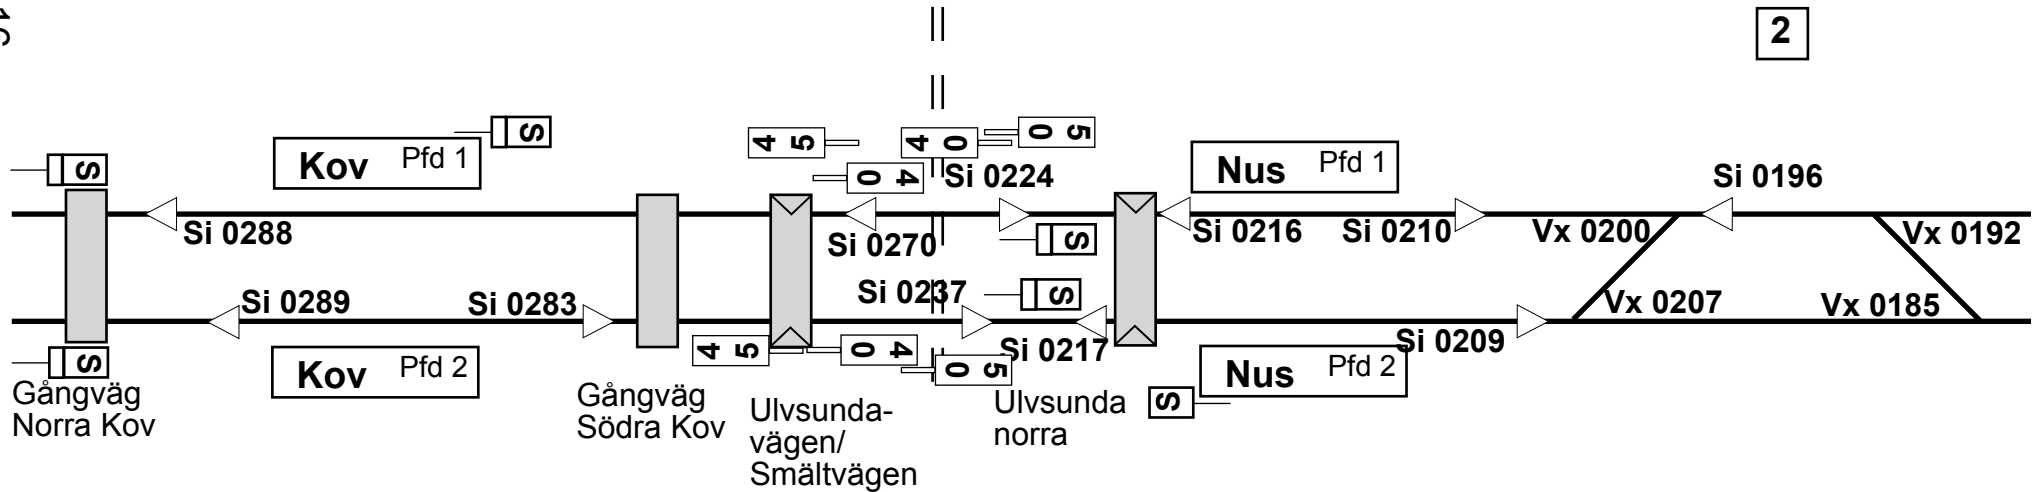 16
2
S
Kov Pfd 1
S
4 5
4 0
5 0
4 0
Si 0224
Nus Pfd 1
Si 0196
Si 0288
Si 0270
S
Si 0216
Si 0210
Vx 0200
Vx 0192
Si 0289
Si 0283
Si 0237
S
Vx 0207
Vx 0185
S
Kov Pfd 2
4 5
4 0
5 0
Si 0217
Nus Pfd 2
Si 0209
S
Gångväg
Norra Kov
Gångväg
Södra Kov
Ulvsunda-
vägen/
Smältvägen
Ulvsunda
norra